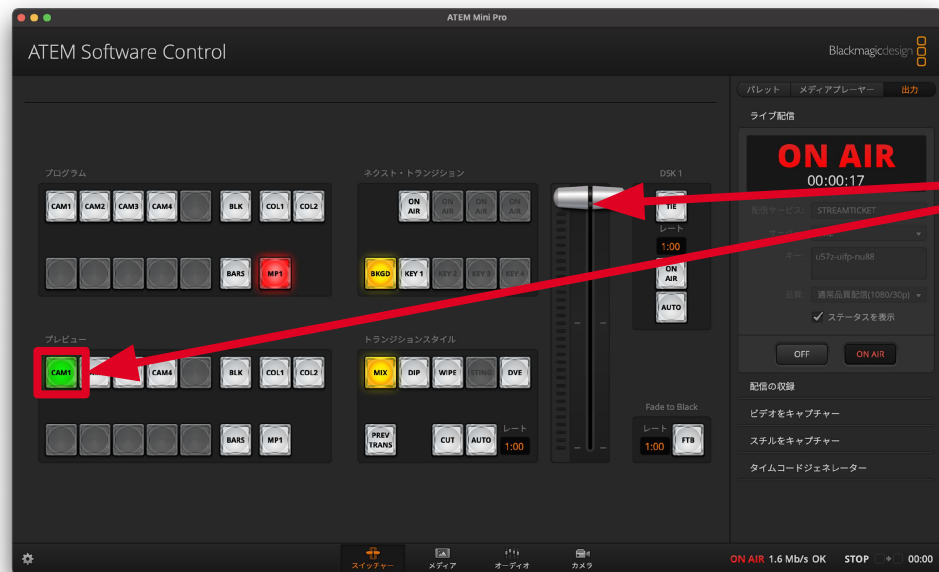 ATEM Mini Pro
ATEM Software Control
Blackmagicdesign
パレット メディアプレーヤー 出力
ライブ配信
ON AIR
00:00:17
配信サービス: STREAMTICKET
キー: u57z-uifp-nu88
品質: 通常品質配信(1080/30p)
ステータスを表示
OFF ON AIR
配信の収録
ビデオをキャプチャー
スチルをキャプチャー
タイムコードジェネレーター
プログラム
CAM1 CAM2 CAM3 CAM4 BLK COL1 COL2
BARS MP1
ネクスト・トランジション
ON AIR ON AIR ON AIR ON AIR
BKGD KEY 1 KEY 2 KEY 3 KEY 4
DSK 1
TIE
レート
1:00
ON AIR
AUTO
プレビュー
CAM1 CAM4 BLK COL1 COL2
BARS MP1
トランジションスタイル
MIX DIP WIPE STING DVE
PREV TRANS CUT AUTO レート 1:00
Fade to Black
レート
1:00 FTB
スイッチャー メディア オーディオ カメラ
ON AIR 1.6 Mb/s OK STOP 00:00